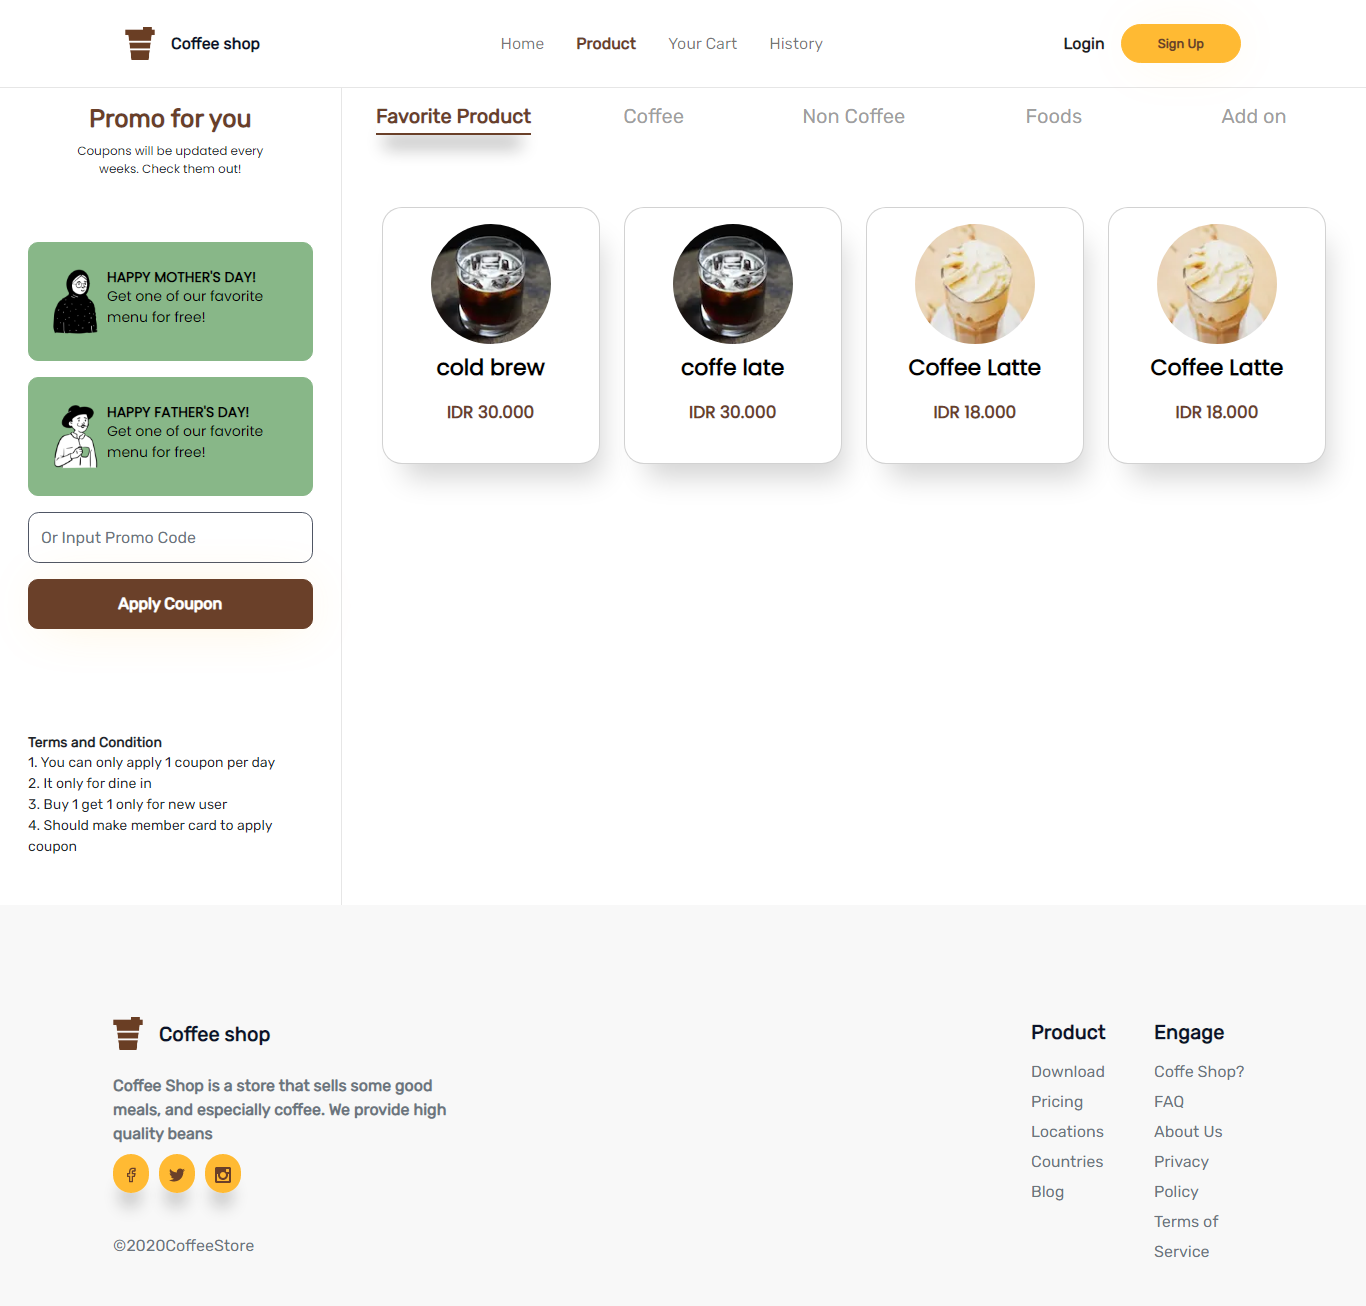 Coffee shop
Home
Product
Your Cart
History
Login
Sign Up
Promo for you
Coupons will be updated every
weeks. Check them out!
HAPPY MOTHER'S DAY!
Get one of our favorite
menu for free!
HAPPY FATHER'S DAY!
Get one of our favorite
menu for free!
Or Input Promo Code
Apply Coupon
Terms and Condition
1. You can only apply 1 coupon per day
2. It only for dine in
3. Buy 1 get 1 only for new user
4. Should make member card to apply
coupon
Favorite Product
Coffee
Non Coffee
Foods
Add on
cold brew
IDR 30.000
coffe late
IDR 30.000
Coffee Latte
IDR 18.000
Coffee Latte
IDR 18.000
Coffee shop
Coffee Shop is a store that sells some good
meals, and especially coffee. We provide high
quality beans
©2020CoffeeStore
Product
Download
Pricing
Locations
Countries
Blog
Engage
Coffe Shop?
FAQ
About Us
Privacy
Policy
Terms of
Service